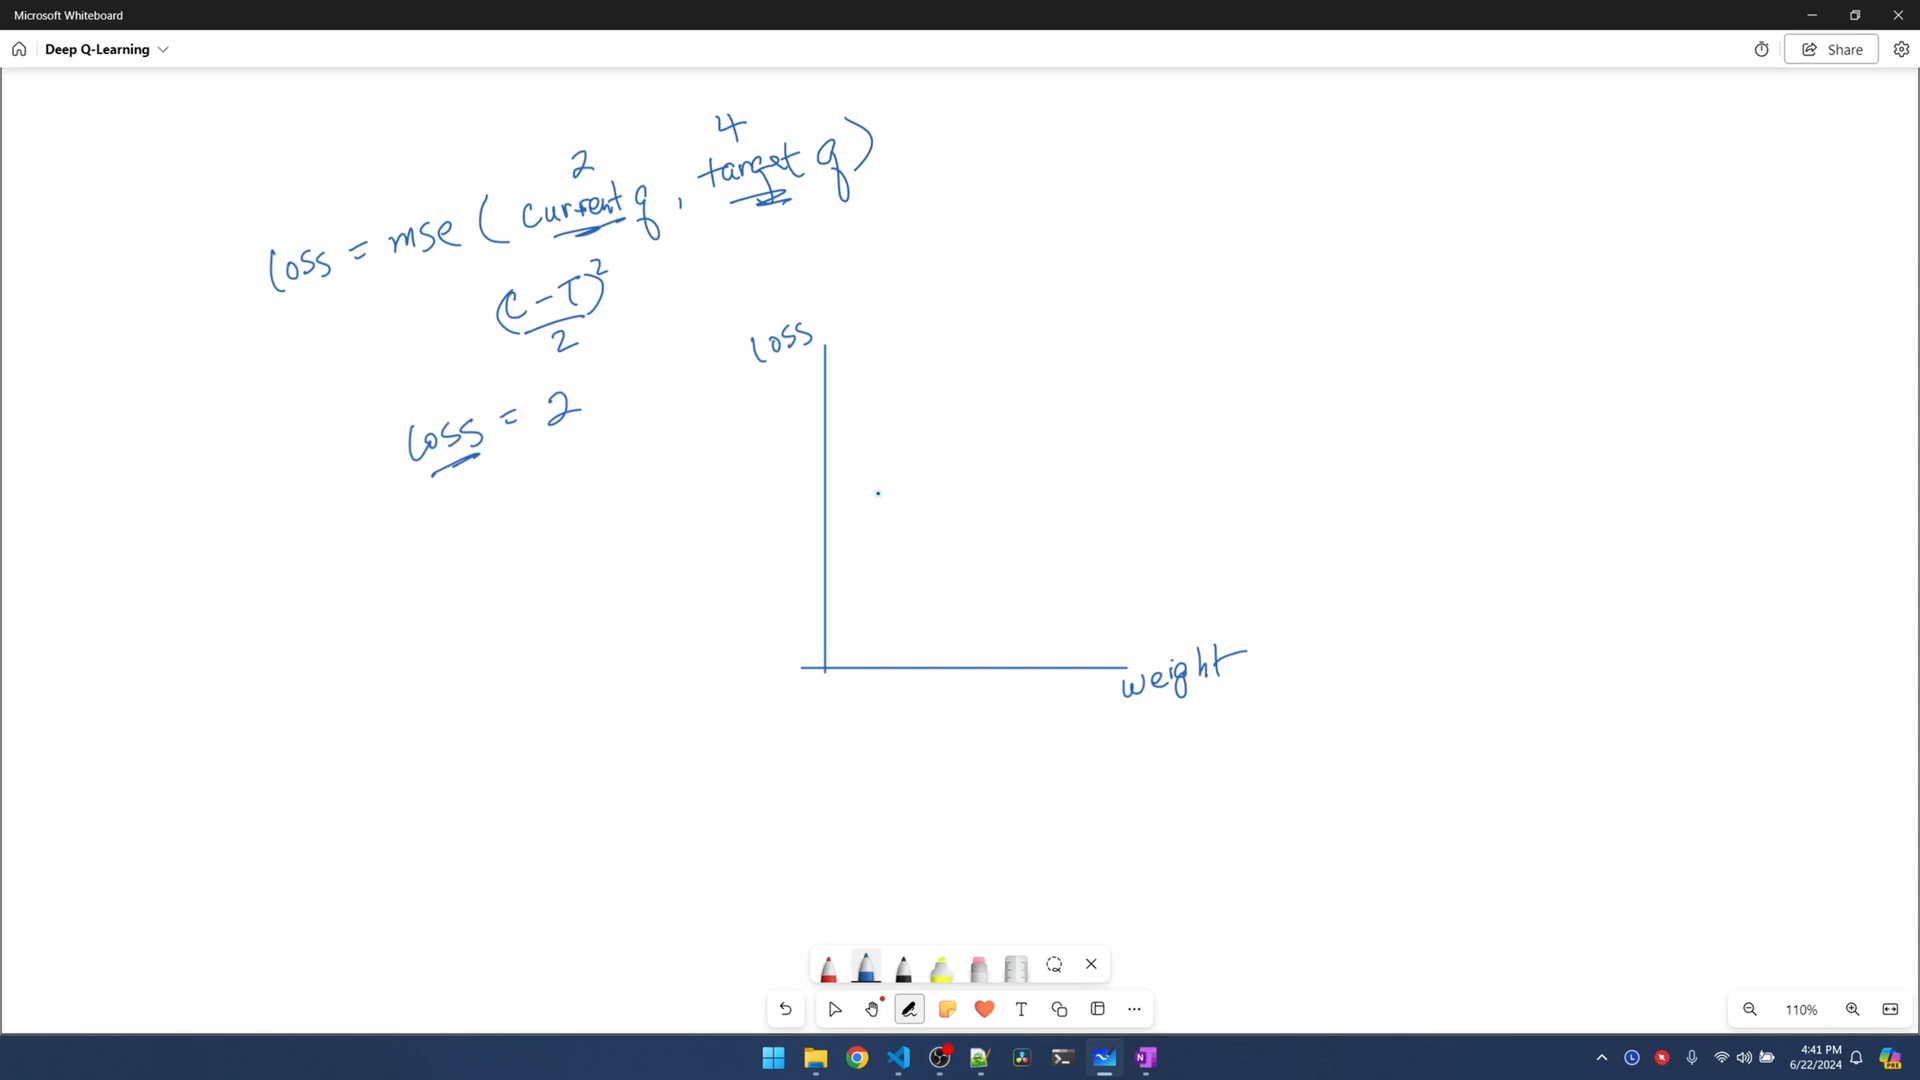 Microsoft Whiteboard
Deep Q-Learning
Share
2 4
loss = mse ( current q , target q )
(C - T)²
2
loss = 2
loss
weight
110%
4:41 PM
6/22/2024